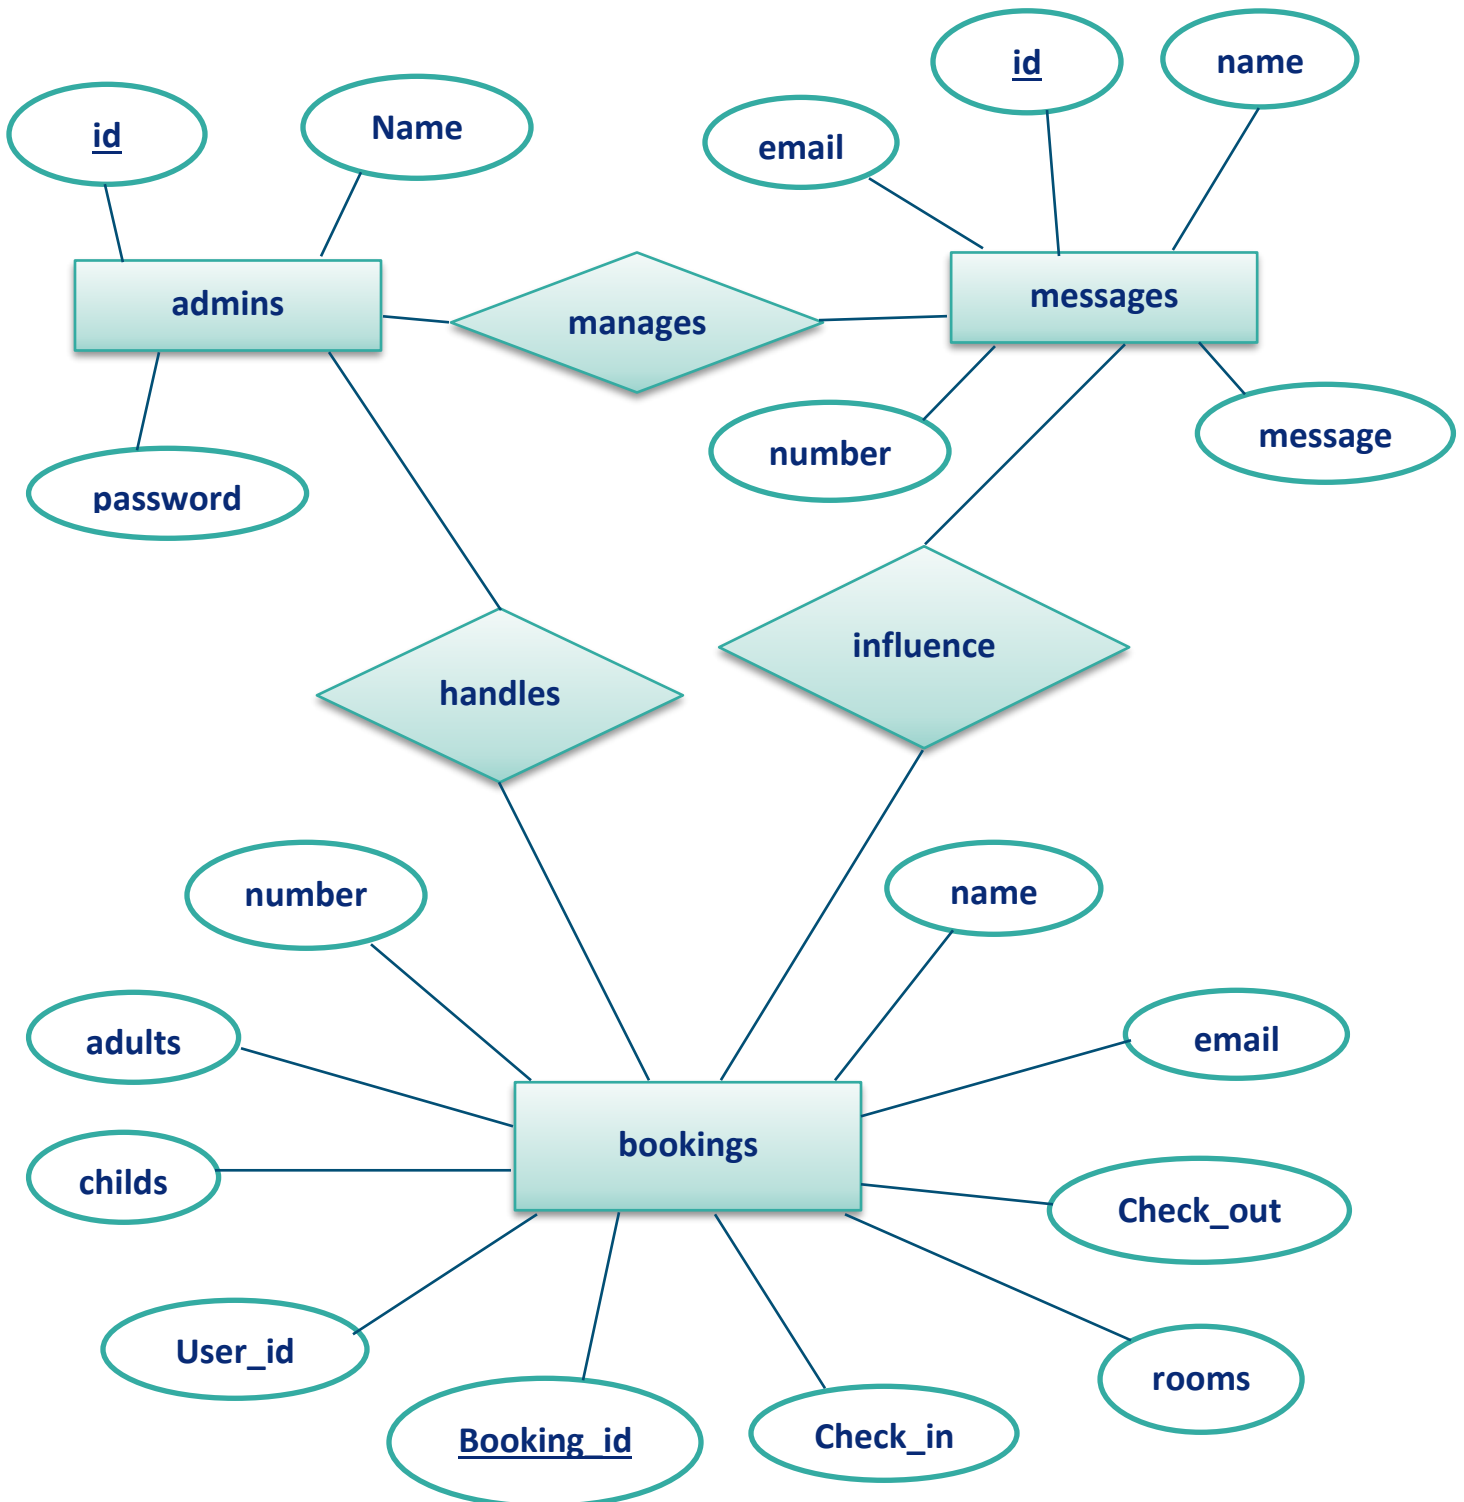 id
name
id
Name
email
admins
manages
messages
number
message
password
influence
handles
number
name
adults
email
bookings
childs
Check_out
User_id
rooms
Booking_id
Check_in